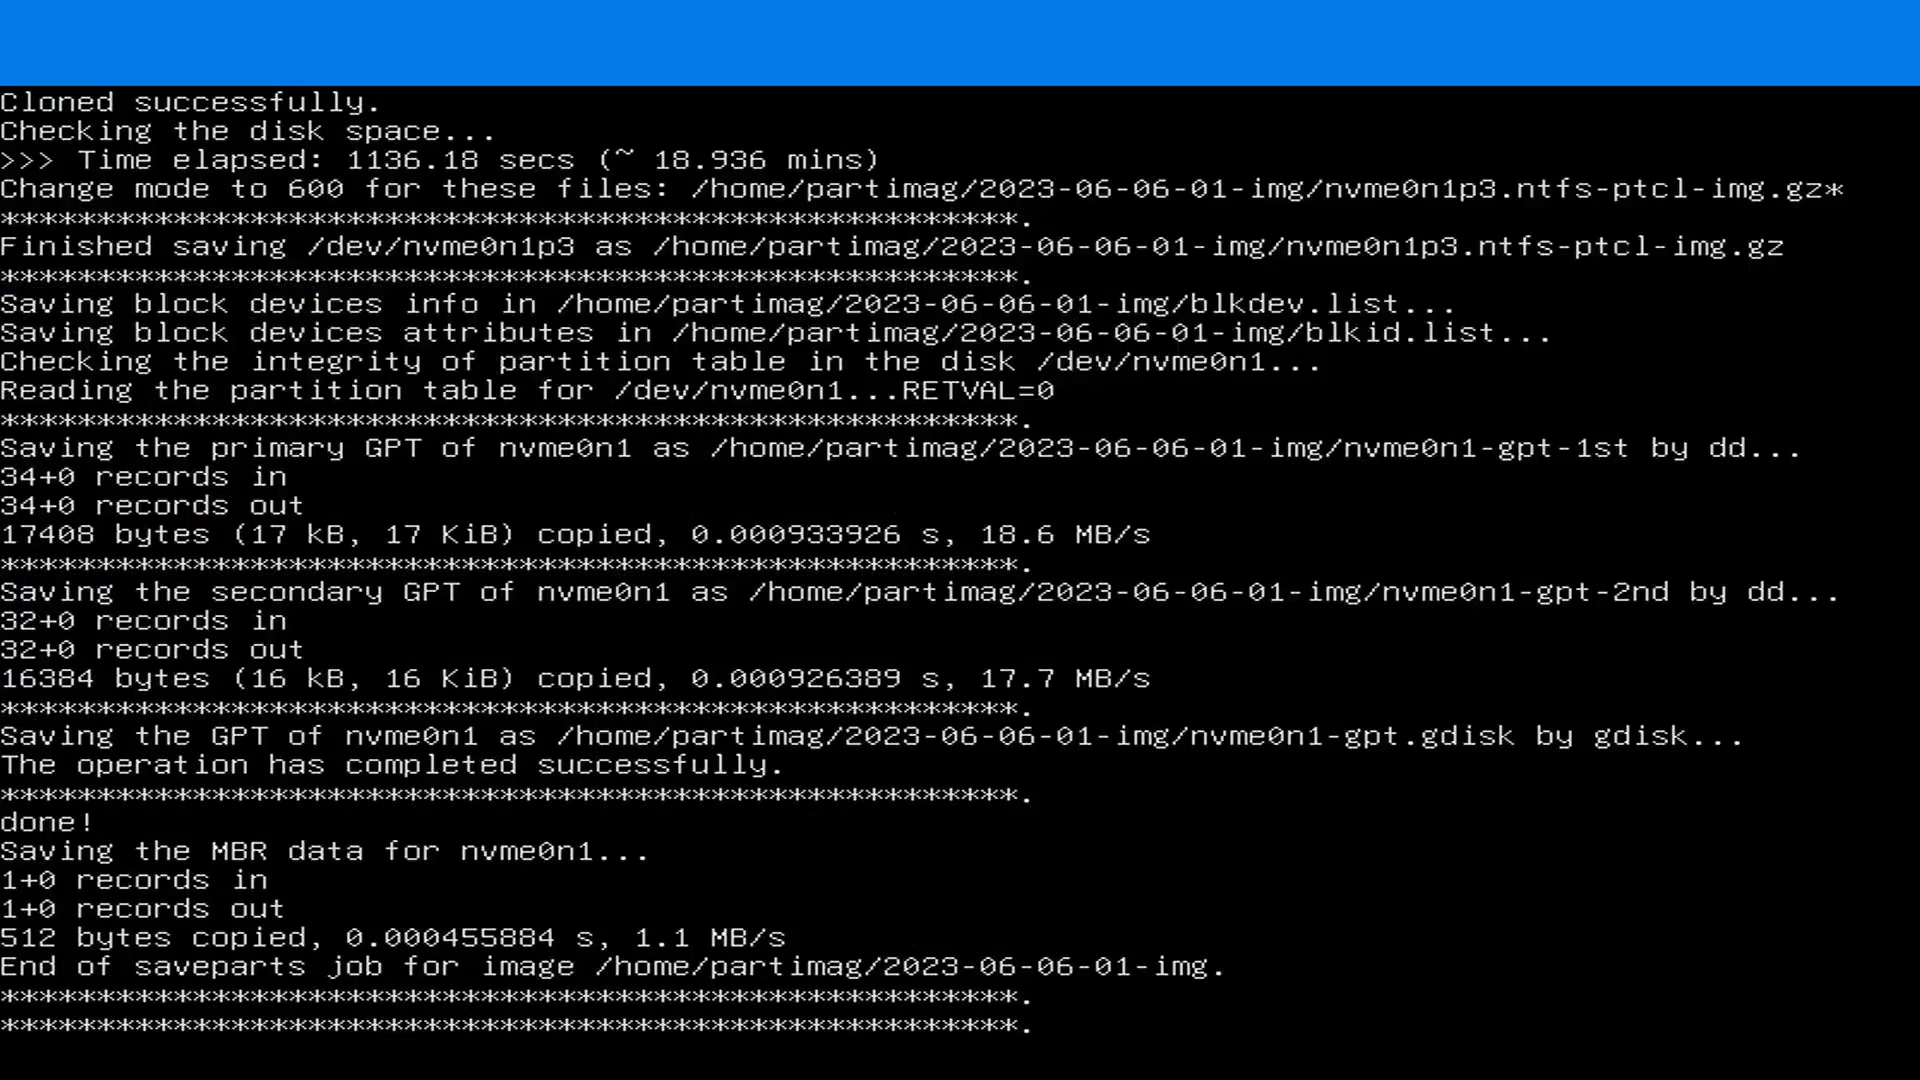 Cloned successfully.
Checking the disk space...
>>> Time elapsed: 1136.18 secs (~ 18.936 mins)
Change mode to 600 for these files: /home/partimag/2023-06-06-01-img/nvme0n1p3.ntfs-ptcl-img.gz*
*****************************************************.
Finished saving /dev/nvme0n1p3 as /home/partimag/2023-06-06-01-img/nvme0n1p3.ntfs-ptcl-img.gz
*****************************************************.
Saving block devices info in /home/partimag/2023-06-06-01-img/blkdev.list...
Saving block devices attributes in /home/partimag/2023-06-06-01-img/blkid.list...
Checking the integrity of partition table in the disk /dev/nvme0n1...
Reading the partition table for /dev/nvme0n1...RETVAL=0
*****************************************************.
Saving the primary GPT of nvme0n1 as /home/partimag/2023-06-06-01-img/nvme0n1-gpt-1st by dd...
34+0 records in
34+0 records out
17408 bytes (17 kB, 17 KiB) copied, 0.000933926 s, 18.6 MB/s
*****************************************************.
Saving the secondary GPT of nvme0n1 as /home/partimag/2023-06-06-01-img/nvme0n1-gpt-2nd by dd...
32+0 records in
32+0 records out
16384 bytes (16 kB, 16 KiB) copied, 0.000926389 s, 17.7 MB/s
*****************************************************.
Saving the GPT of nvme0n1 as /home/partimag/2023-06-06-01-img/nvme0n1-gpt.gdisk by gdisk...
The operation has completed successfully.
*****************************************************.
done!
Saving the MBR data for nvme0n1...
1+0 records in
1+0 records out
512 bytes copied, 0.000455884 s, 1.1 MB/s
End of saveparts job for image /home/partimag/2023-06-06-01-img.
*****************************************************.
*****************************************************.